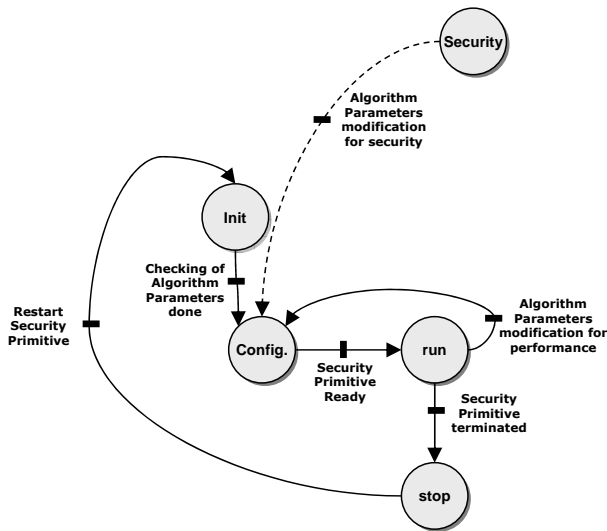 Security
Algorithm
Parameters
modification
for security
Init
Checking of
Algorithm
Parameters
done
Restart
Security
Primitive
Config.
run
Algorithm
Parameters
modification for
performance
Security
Primitive
Ready
Security
Primitive
terminated
stop